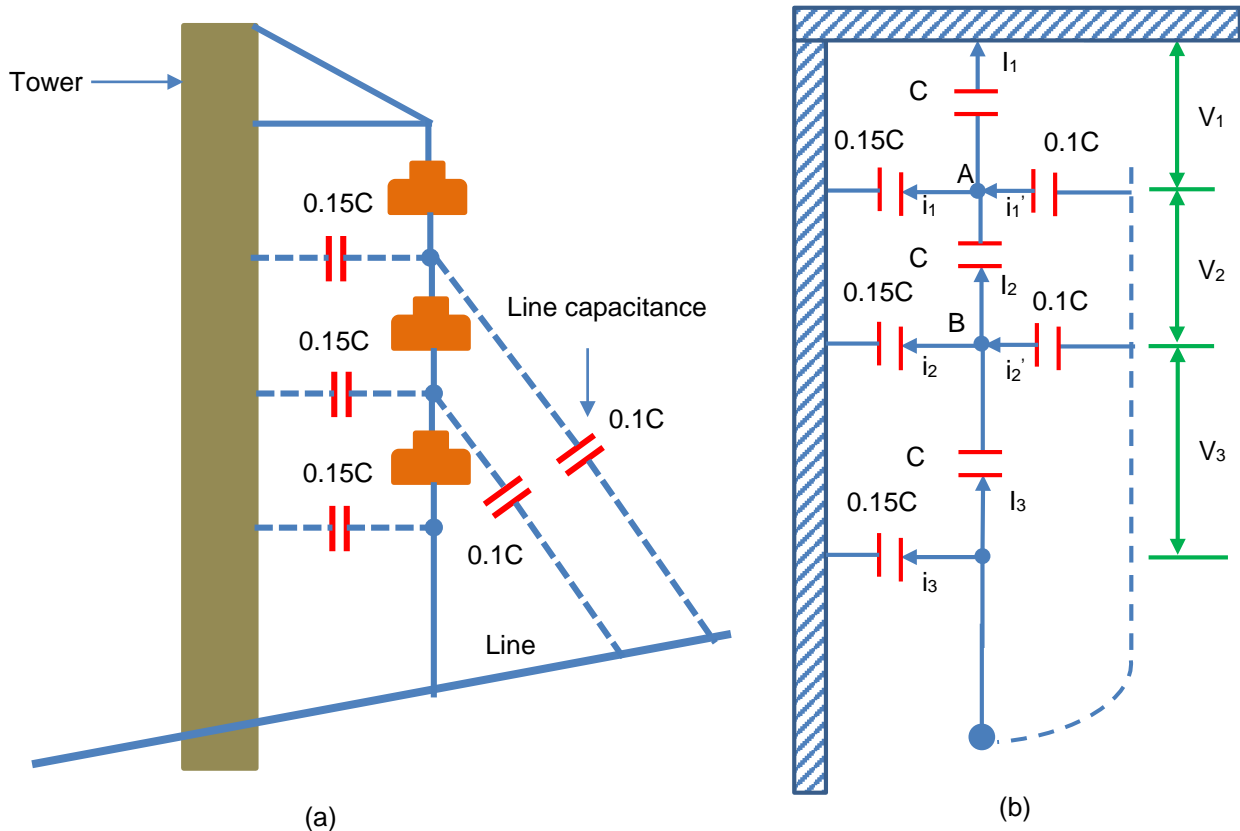 Tower
0.15C
0.15C
0.15C
Line capacitance
0.1C
0.1C
Line
(a)
I₁
C
V₁
0.15C
0.1C
A
i₁
i₁’
C
V₂
0.15C
I₂
0.1C
B
i₂
i₂’
C
V₃
0.15C
I₃
i₃
(b)